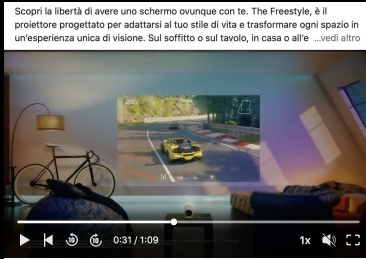 Scopri la libertà di avere uno schermo ovunque con te. The Freestyle, è il
proiettore progettato per adattarsi al tuo stile di vita e trasformare ogni spazio in
un'esperienza unica di visione. Sul soffitto o sul tavolo, in casa o all'e ...vedi altro
10 10 0:31 / 1:09 1x